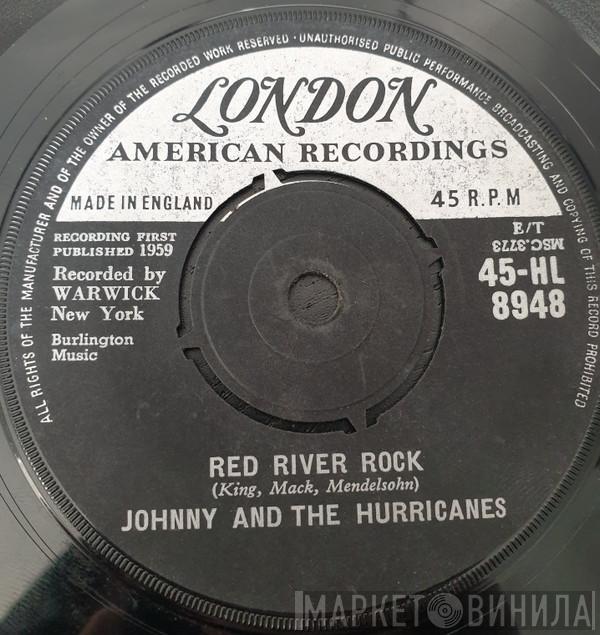 ALL RIGHTS OF THE MANUFACTURER AND OF THE OWNER OF THE RECORDED WORK RESERVED · UNAUTHORISED PUBLIC PERFORMANCE BROADCASTING AND COPYING OF THIS RECORD PROHIBITED
LONDON
AMERICAN RECORDINGS
MADE IN ENGLAND
45 R.P.M
RECORDING FIRST
PUBLISHED 1959
Recorded by
WARWICK
New York
Burlington
Music
T/E
MSC.3773
45-HL
8948
RED RIVER ROCK
(King, Mack, Mendelsohn)
JOHNNY AND THE HURRICANES
МАРКЕТ ВИНИЛА